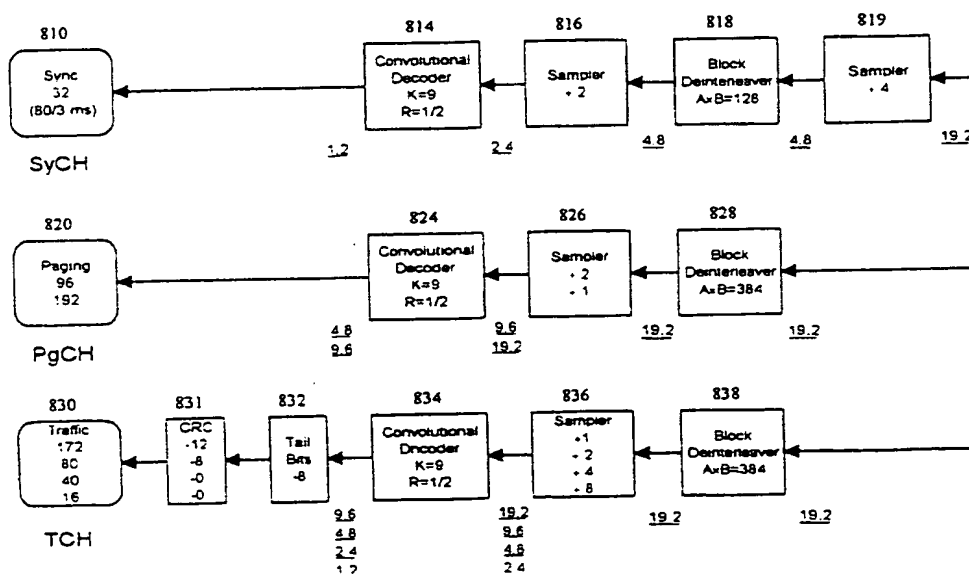 810
Sync
32
(80/3 ms)
SyCH
814
Convolutional
Decoder
K=9
R=1/2
816
Sampler
÷ 2
818
Block
Deinterleaver
AxB=128
819
Sampler
÷ 4
1.2
2.4
4.8
4.8
19.2
820
Paging
96
192
PgCH
824
Convolutional
Decoder
K=9
R=1/2
826
Sampler
÷ 2
÷ 1
828
Block
Deinterleaver
AxB=384
4.8
9.6
9.6
19.2
19.2
19.2
830
Traffic
172
80
40
16
TCH
831
CRC
-12
-8
-0
-0
832
Tail
Bits
-8
834
Convolutional
Dncoder
K=9
R=1/2
836
Sampler
÷1
÷ 2
÷ 4
÷ 8
838
Block
Deinterleaver
AxB=384
9.6
4.8
2.4
1.2
19.2
9.6
4.8
2.4
19.2
19.2